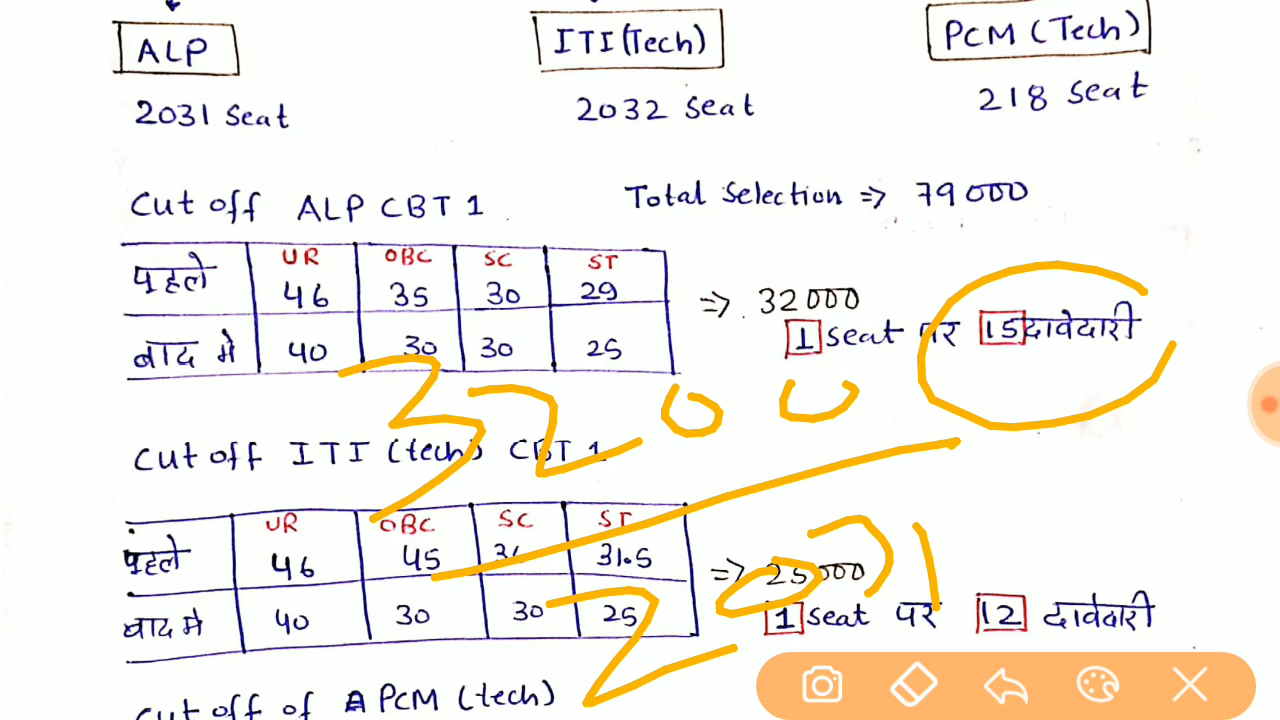 ALP ITI(Tech) PCM(Tech)
2031 Seat 2032 Seat 218 Seat
Cut off ALP CBT 1 Total Selection => 79000
UR OBC SC ST
पहले 46 35 30 29 => 32000
1 seat पर 15 दावेदारी
बाद मे 40 30 30 25
3200
Cut off ITI (tech) CBT 1
UR OBC SC ST
पहले 46 45 31.5 => 25000
2031
बाद मे 40 30 30 25 1 Seat पर 12 दावेदारी
Cut off of PCM (tech)